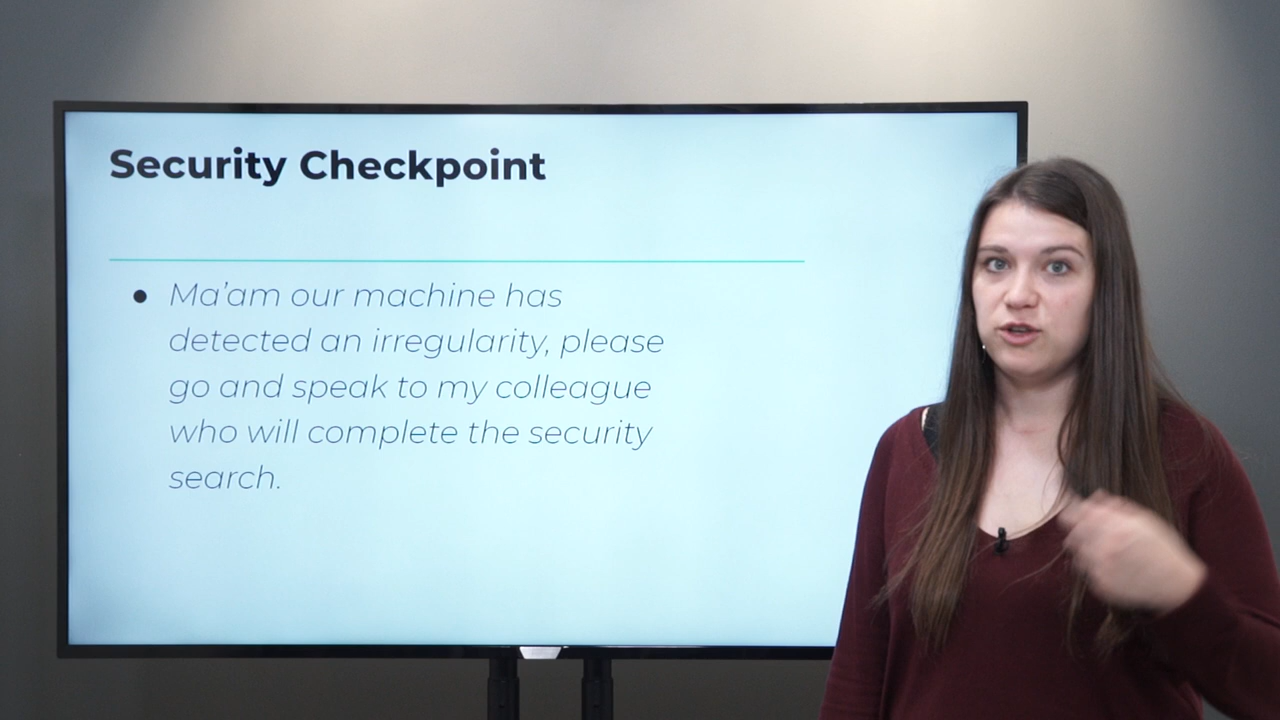 Security Checkpoint
● Ma’am our machine has
detected an irregularity, please
go and speak to my colleague
who will complete the security
search.